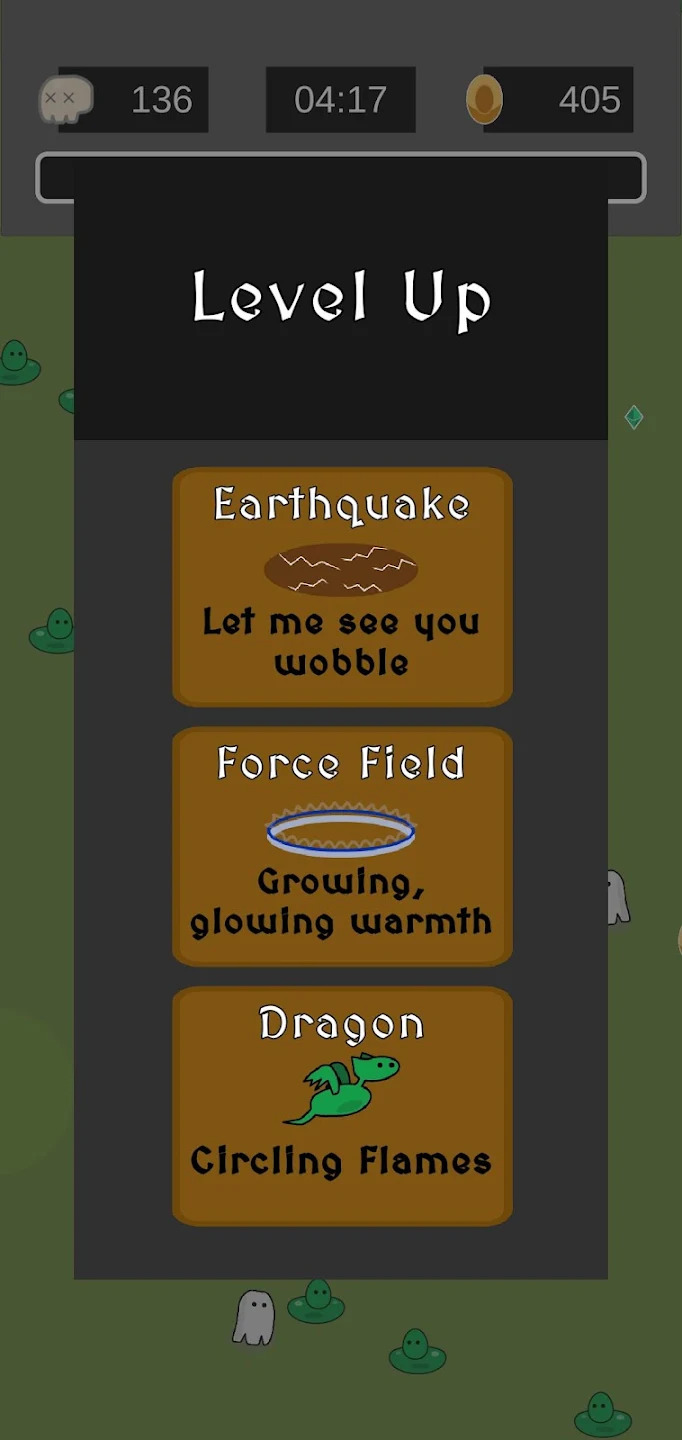 136
04:17
405
Level Up
Earthquake
Let me see you
wobble
Force Field
Growing,
glowing warmth
Dragon
Circling Flames